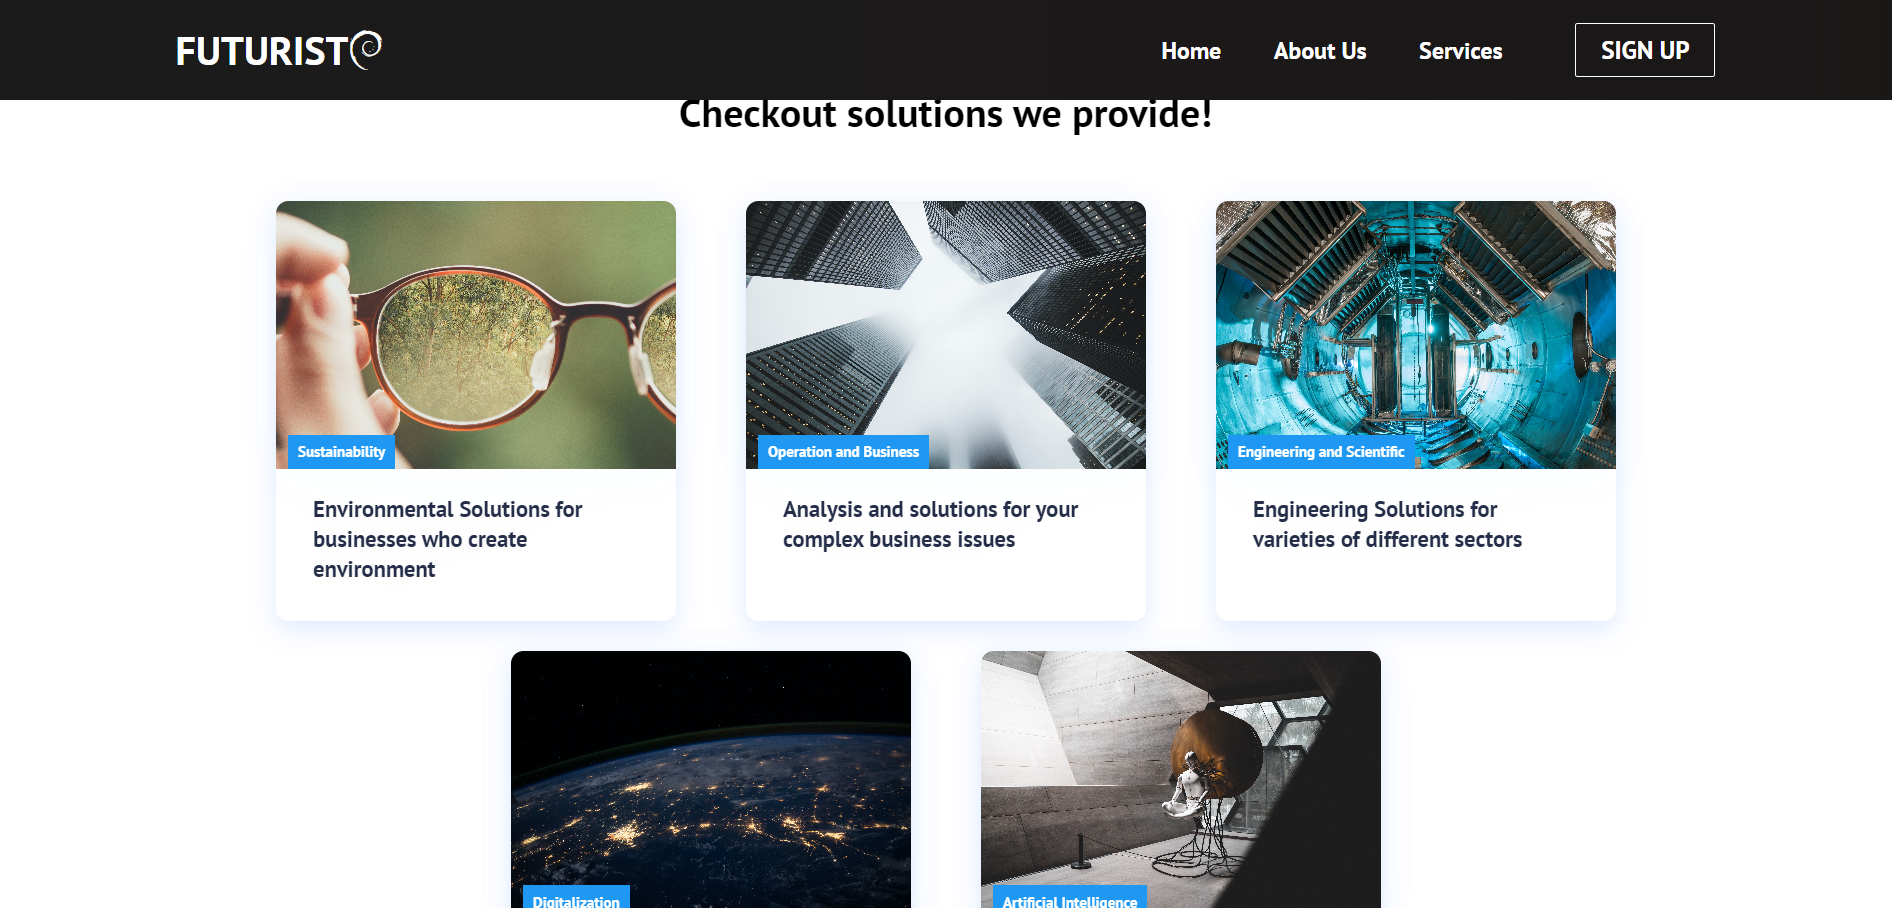 FUTURIST
Home
About Us
Services
SIGN UP
Checkout solutions we provide!
Sustainability
Operation and Business
Engineering and Scientific
Environmental Solutions for
businesses who create
environment
Analysis and solutions for your
complex business issues
Engineering Solutions for
varieties of different sectors
Digitalization
Artificial Intelligence